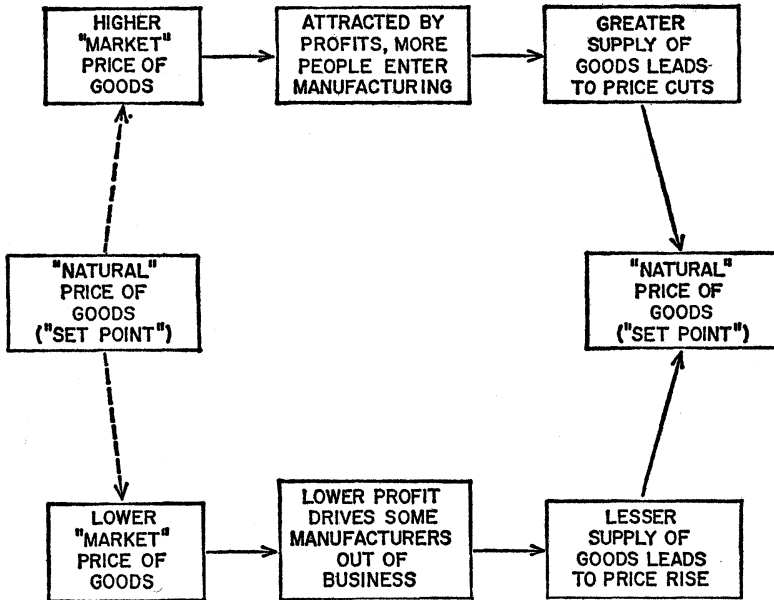 HIGHER
"MARKET"
PRICE OF
GOODS
ATTRACTED BY
PROFITS, MORE
PEOPLE ENTER
MANUFACTURING
GREATER
SUPPLY OF
GOODS LEADS
TO PRICE CUTS
"NATURAL"
PRICE OF
GOODS
("SET POINT")
"NATURAL"
PRICE OF
GOODS
("SET POINT")
LOWER
"MARKET"
PRICE OF
GOODS
LOWER PROFIT
DRIVES SOME
MANUFACTURERS
OUT OF
BUSINESS
LESSER
SUPPLY OF
GOODS LEADS
TO PRICE RISE